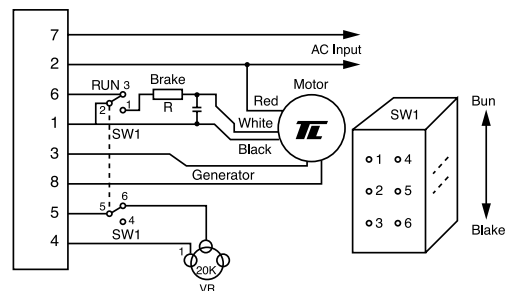 7
AC Input
2
RUN 3
Brake
Motor
6
2
1
R
Red
SW1
Bun
1
SW1
White
Black
TL
1 4
3
Generator
2 5
8
3 6
Blake
6
5
5
4
4
SW1
1
20K
VR